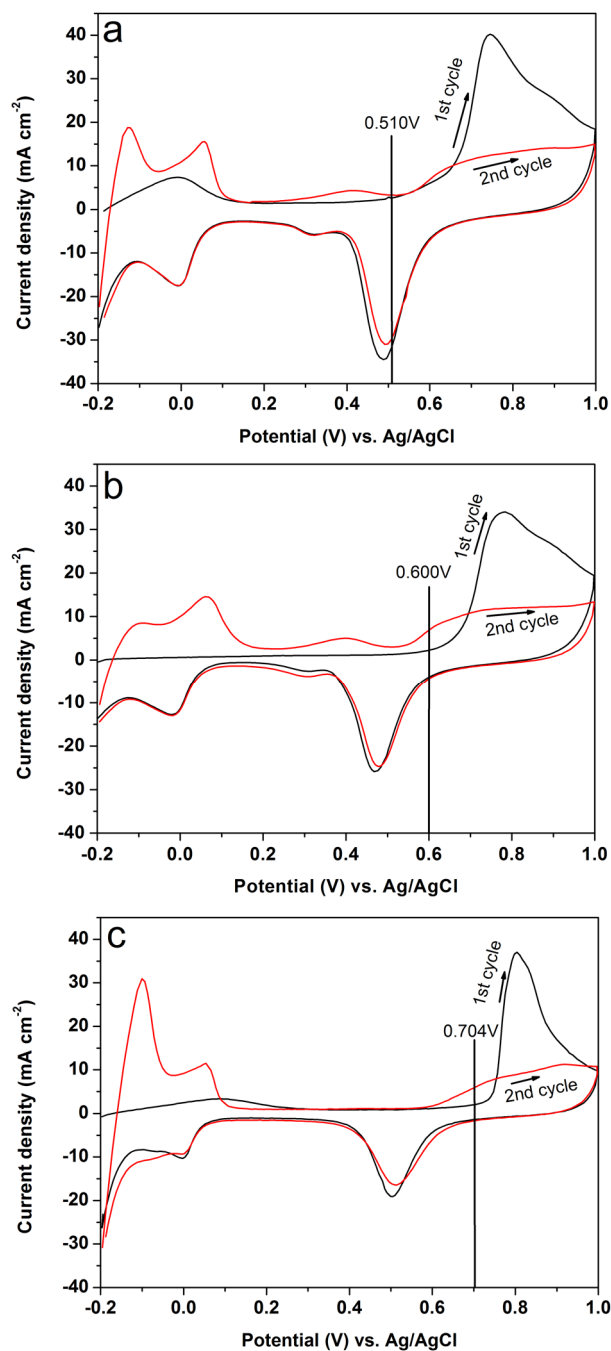 a
40
30
20
10
0
-10
-20
-30
-40
Current density (mA cm⁻²)
0.510V
1st cycle
2nd cycle
-0.2 0.0 0.2 0.4 0.6 0.8 1.0
Potential (V) vs. Ag/AgCl
b
40
30
20
10
0
-10
-20
-30
-40
Current density (mA cm⁻²)
0.600V
1st cycle
2nd cycle
-0.2 0.0 0.2 0.4 0.6 0.8 1.0
Potential (V) vs. Ag/AgCl
c
40
30
20
10
0
-10
-20
-30
-40
Current density (mA cm⁻²)
0.704V
1st cycle
2nd cycle
-0.2 0.0 0.2 0.4 0.6 0.8 1.0
Potential (V) vs. Ag/AgCl